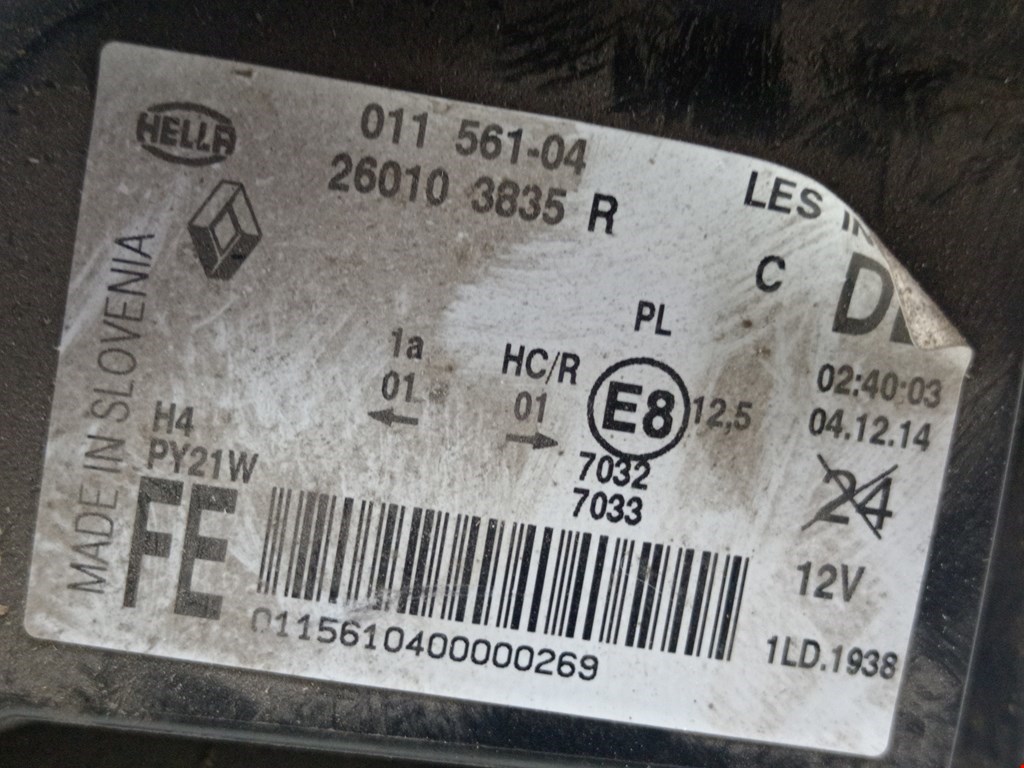 HELLA
011 561-04
26010 3835 R
LES
C
PL
1a
HC/R
01
01
E8
12,5
7032
7033
02:40:03
04.12.14
24
12V
1LD.1938
H4
PY21W
FE
MADE IN SLOVENIA
0115610400000269